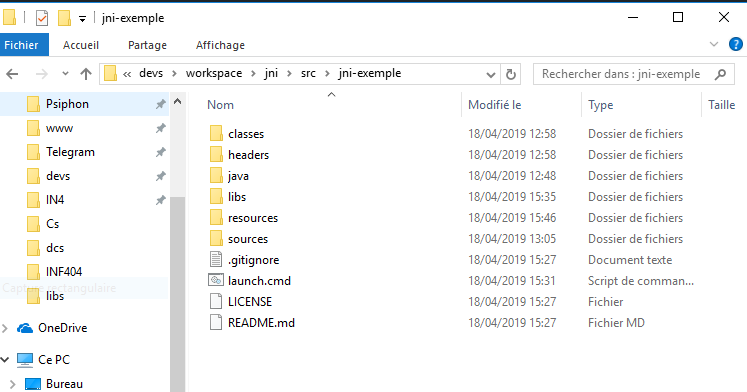 jni-exemple
Fichier Accueil Partage Affichage
devs workspace jni src jni-exemple
Rechercher dans : jni-exemple
Psiphon
www
Telegram
devs
IN4
Cs
dcs
INF404
libs
Capture rectangulaire
OneDrive
Ce PC
Bureau
Nom Modifié le Type Taille
classes 18/04/2019 12:58 Dossier de fichiers
headers 18/04/2019 12:58 Dossier de fichiers
java 18/04/2019 12:48 Dossier de fichiers
libs 18/04/2019 15:35 Dossier de fichiers
resources 18/04/2019 15:46 Dossier de fichiers
sources 18/04/2019 13:05 Dossier de fichiers
.gitignore 18/04/2019 15:27 Document texte
launch.cmd 18/04/2019 15:31 Script de comman...
LICENSE 18/04/2019 15:27 Fichier
README.md 18/04/2019 15:27 Fichier MD